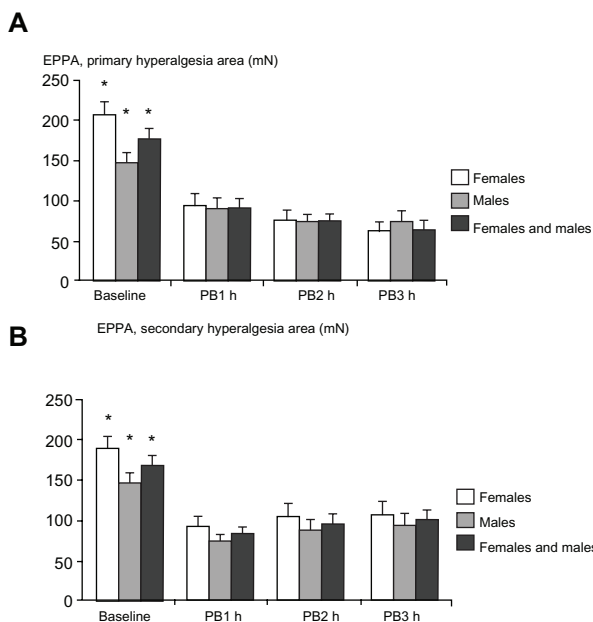 A
EPPA, primary hyperalgesia area (mN)
250
200
150
100
50
0
* * *
Baseline PB1 h PB2 h PB3 h
Females
Males
Females and males
B
EPPA, secondary hyperalgesia area (mN)
250
200
150
100
50
0
* * *
Baseline PB1 h PB2 h PB3 h
Females
Males
Females and males